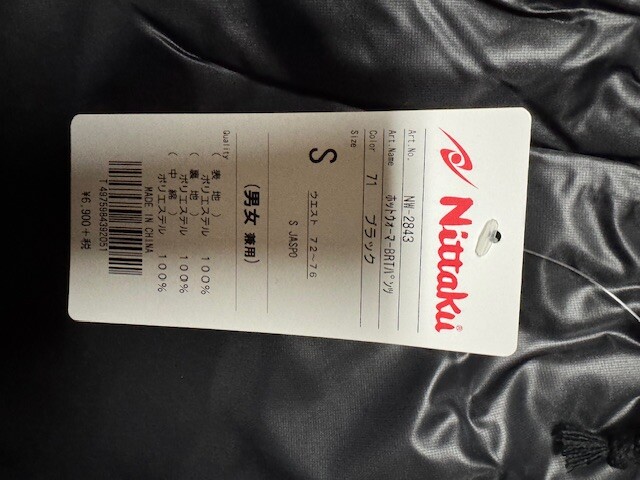 Nittaku®
Art.No. NW-2843
Art.Name ホットウォーマーBRTパンツ
Color 71 ブラック
Size
S ウエスト 72~76
S JASPO
(男女兼用)
Quality
(表地)
ポリエステル 100%
(裏地)
ポリエステル 100%
(中綿)
ポリエステル 100%
MADE IN CHINA
¥6,900+税